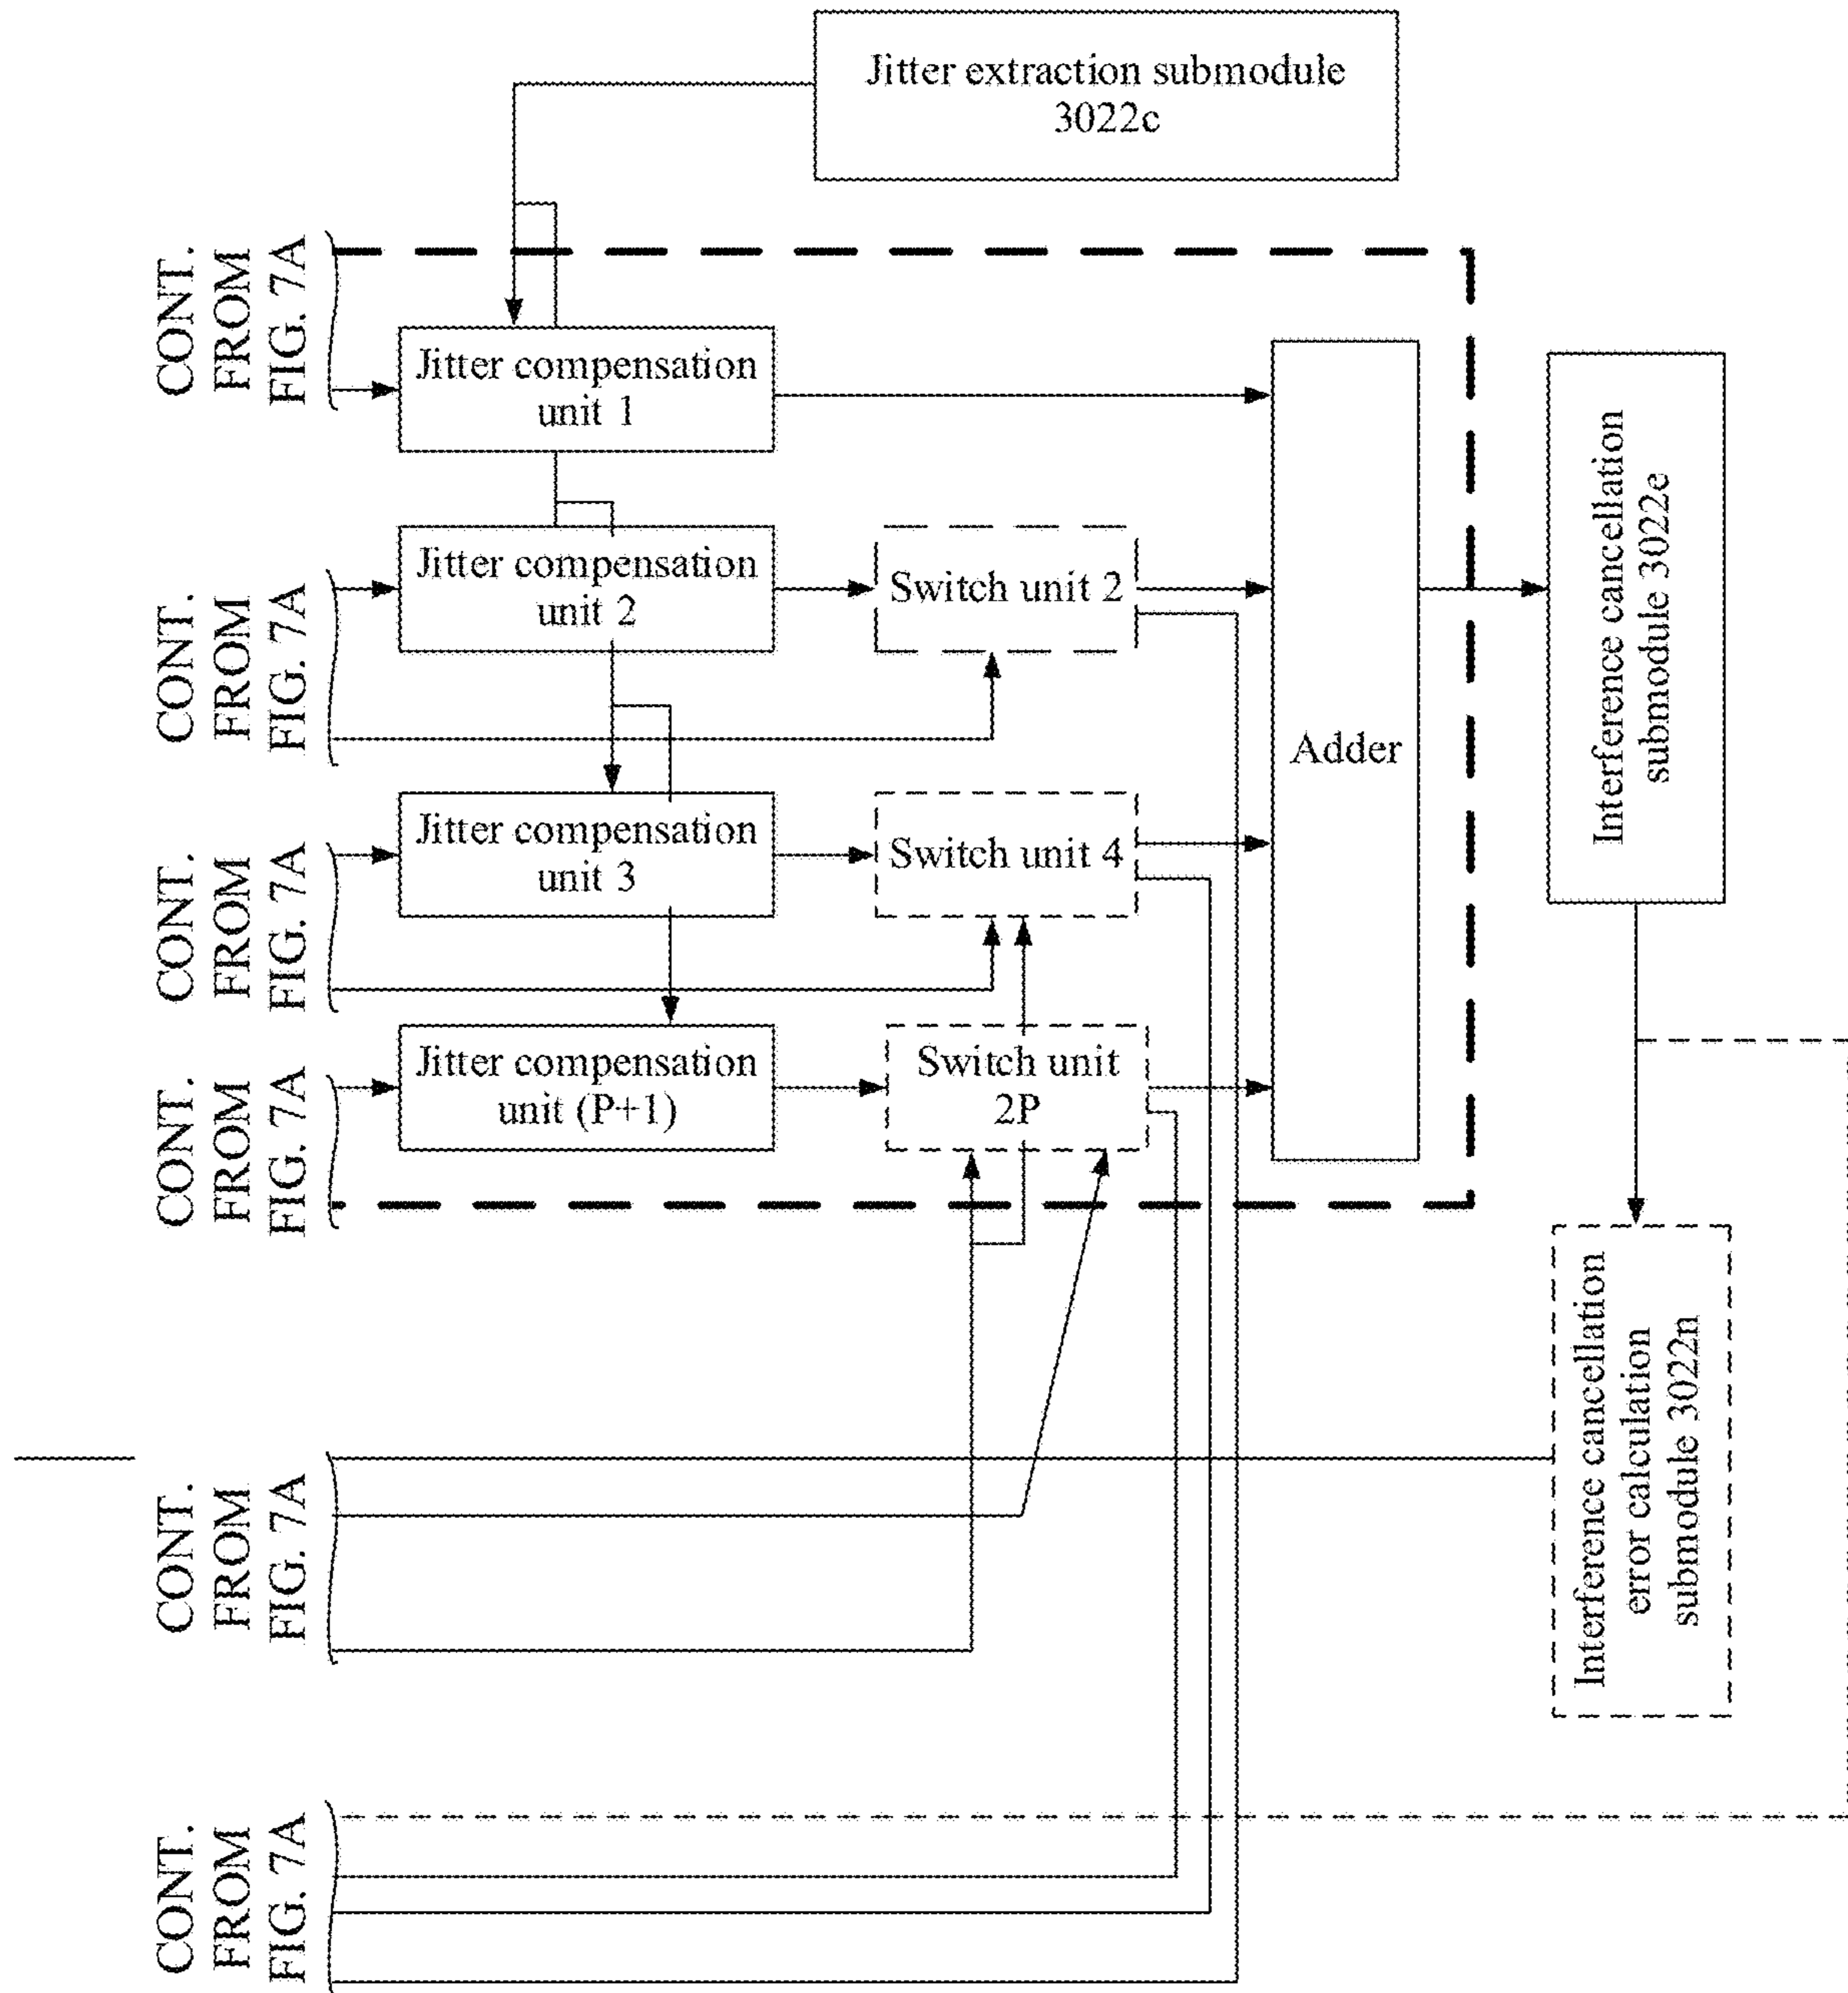 Jitter extraction submodule
3022c
CONT.
FROM
FIG. 7A
Jitter compensation
unit 1
CONT.
FROM
FIG. 7A
Jitter compensation
unit 2
Switch unit 2
Adder
Interference cancellation
submodule 3022e
CONT.
FROM
FIG. 7A
Jitter compensation
unit 3
Switch unit 4
CONT.
FROM
FIG. 7A
Jitter compensation
unit (P+1)
Switch unit
2P
CONT.
FROM
FIG. 7A
Interference cancellation
error calculation
submodule 3022n
CONT.
FROM
FIG. 7A